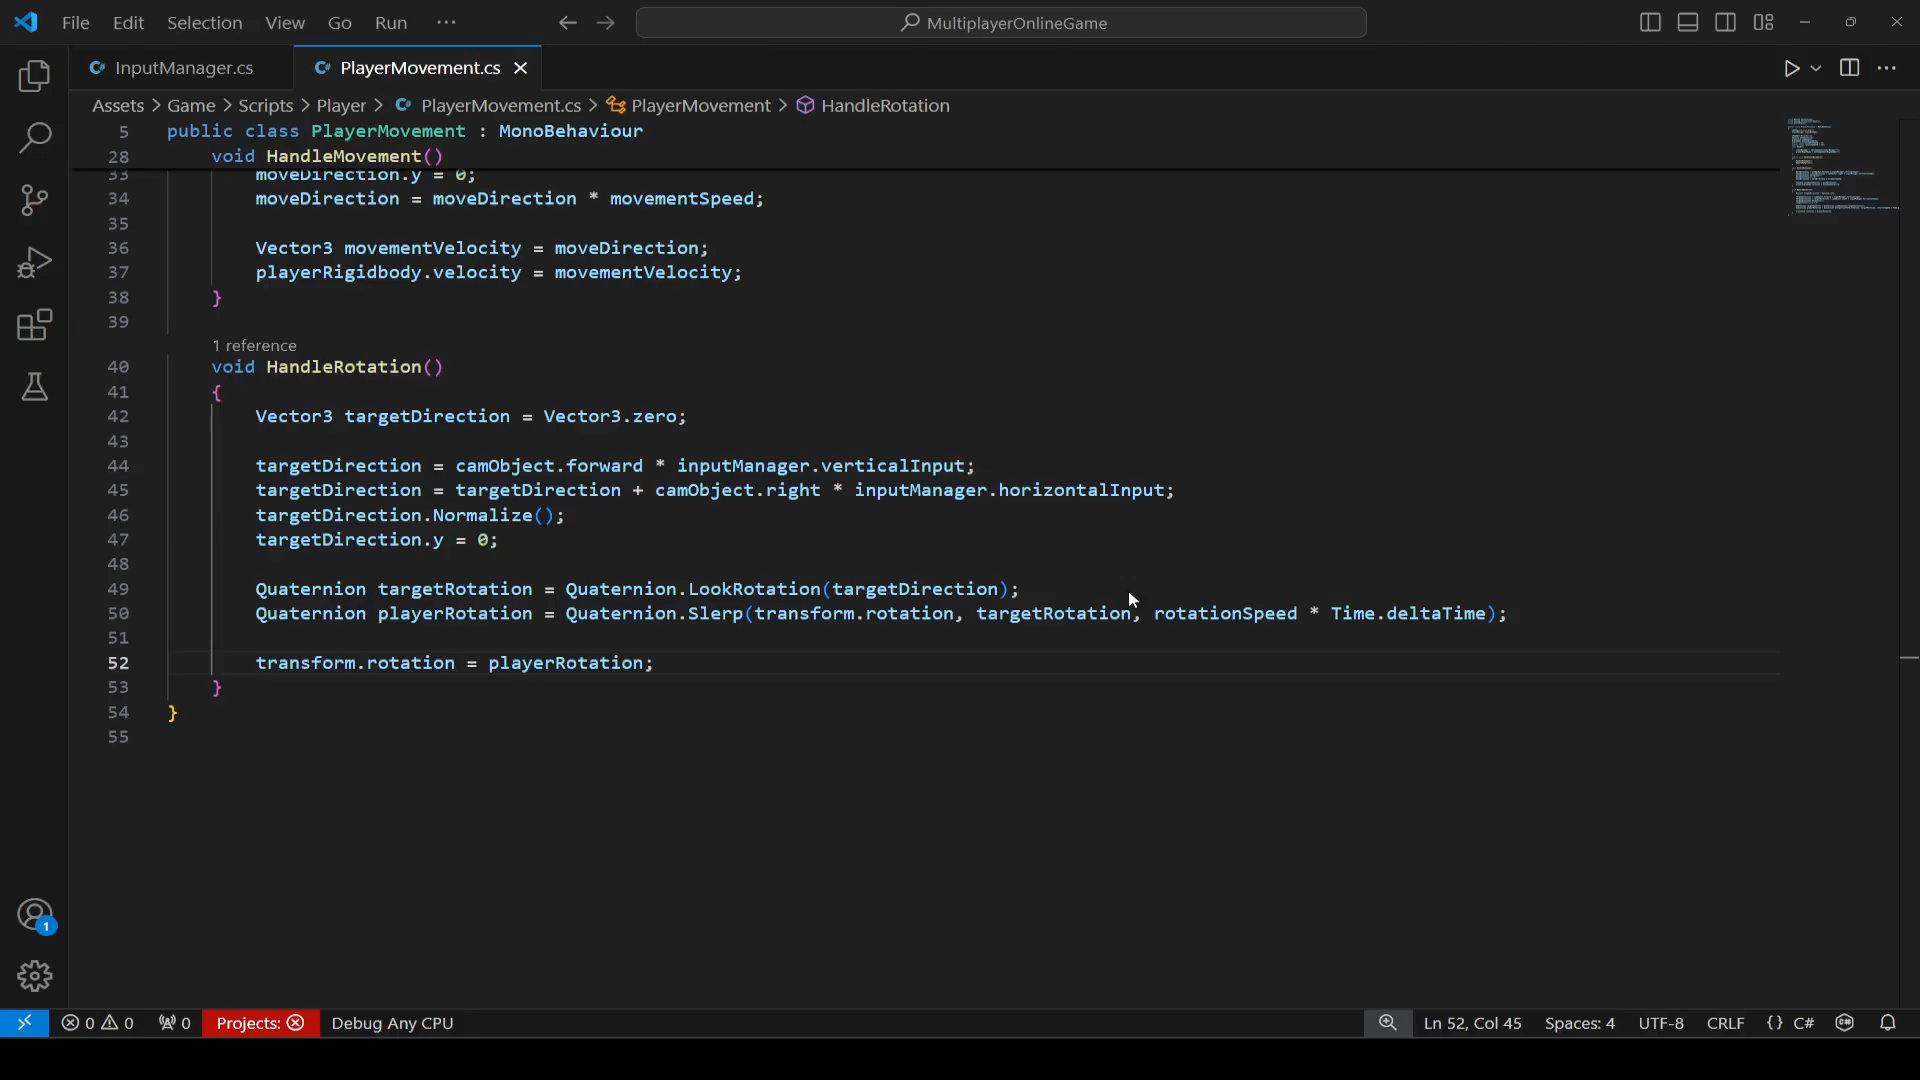 File Edit Selection View Go Run ··· MultiplayerOnlineGame
InputManager.cs PlayerMovement.cs
Assets > Game > Scripts > Player > PlayerMovement.cs > PlayerMovement > HandleRotation
5 public class PlayerMovement : MonoBehaviour
28 void HandleMovement()
33 moveDirection.y = 0;
34 moveDirection = moveDirection * movementSpeed;
35
36 Vector3 movementVelocity = moveDirection;
37 playerRigidbody.velocity = movementVelocity;
38 }
39
1 reference
40 void HandleRotation()
41 {
42 Vector3 targetDirection = Vector3.zero;
43
44 targetDirection = camObject.forward * inputManager.verticalInput;
45 targetDirection = targetDirection + camObject.right * inputManager.horizontalInput;
46 targetDirection.Normalize();
47 targetDirection.y = 0;
48
49 Quaternion targetRotation = Quaternion.LookRotation(targetDirection);
50 Quaternion playerRotation = Quaternion.Slerp(transform.rotation, targetRotation, rotationSpeed * Time.deltaTime);
51
52 transform.rotation = playerRotation;
53 }
54 }
55
1
0 0 0 Projects: Debug Any CPU Ln 52, Col 45 Spaces: 4 UTF-8 CRLF {} C#